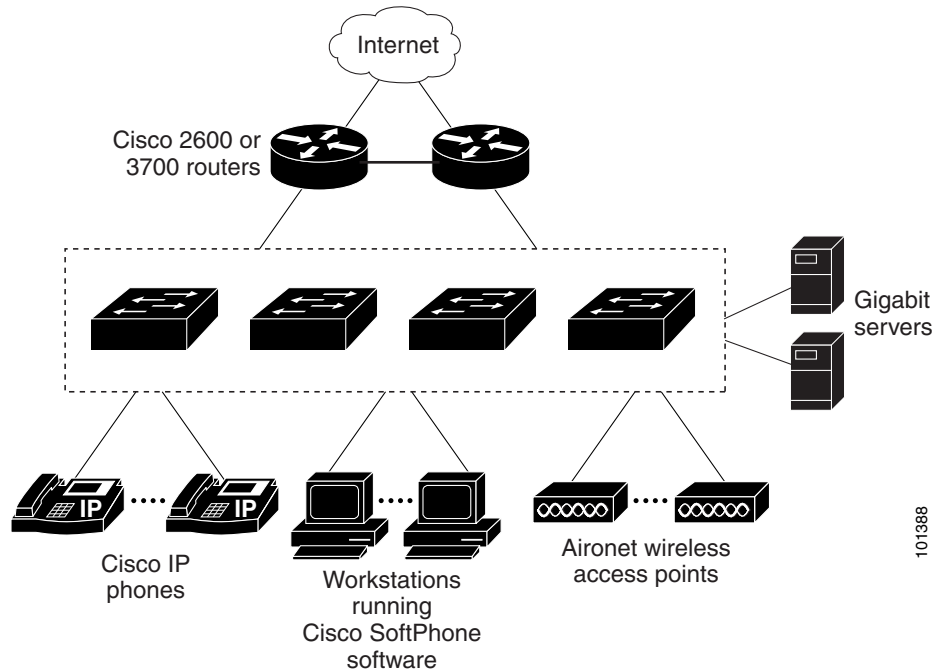 Internet
Cisco 2600 or
3700 routers
Gigabit
servers
IP
IP
Cisco IP
phones
Workstations
running
Cisco SoftPhone
software
Aironet wireless
access points
101388